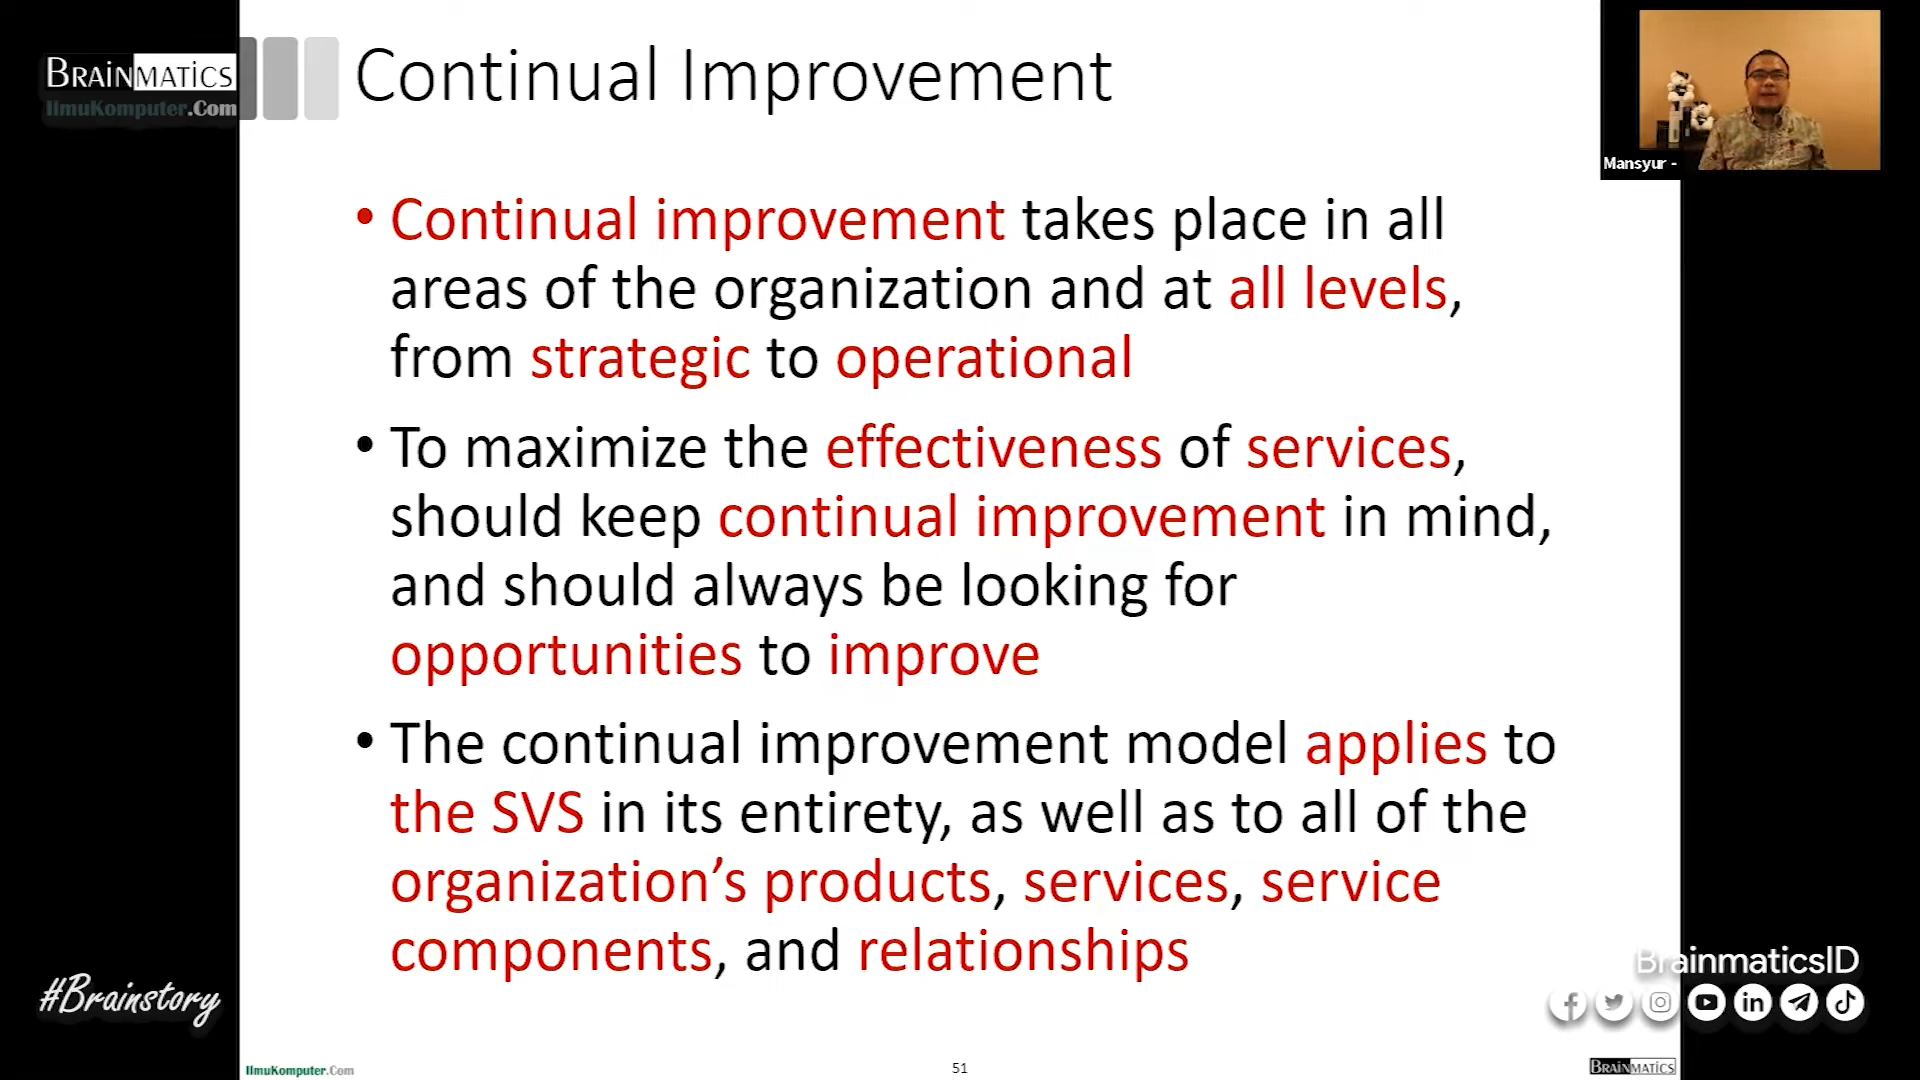 BRAINMATICS
IlmuKomputer.Com
Continual Improvement
Mansyur -
• Continual improvement takes place in all
areas of the organization and at all levels,
from strategic to operational
• To maximize the effectiveness of services,
should keep continual improvement in mind,
and should always be looking for
opportunities to improve
• The continual improvement model applies to
the SVS in its entirety, as well as to all of the
organization’s products, services, service
components, and relationships
#Brainstory
BrainmaticsID
IlmuKomputer.Com
51
BRAINMATICS